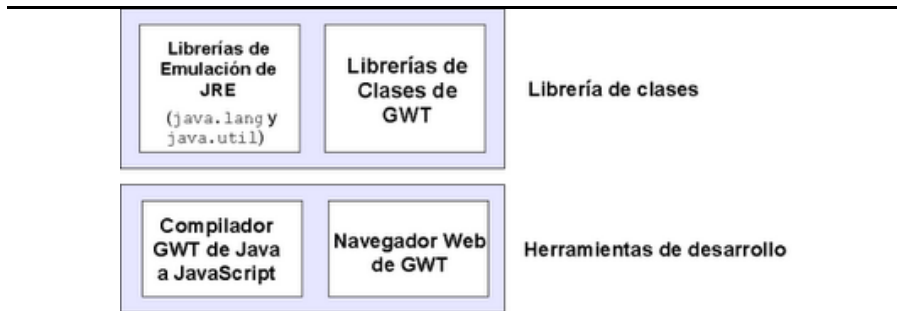 Librerías de
Emulación de
JRE
(java.lang y
java.util)
Librerías de
Clases de
GWT
Librería de clases
Compilador
GWT de Java
a JavaScript
Navegador Web
de GWT
Herramientas de desarrollo